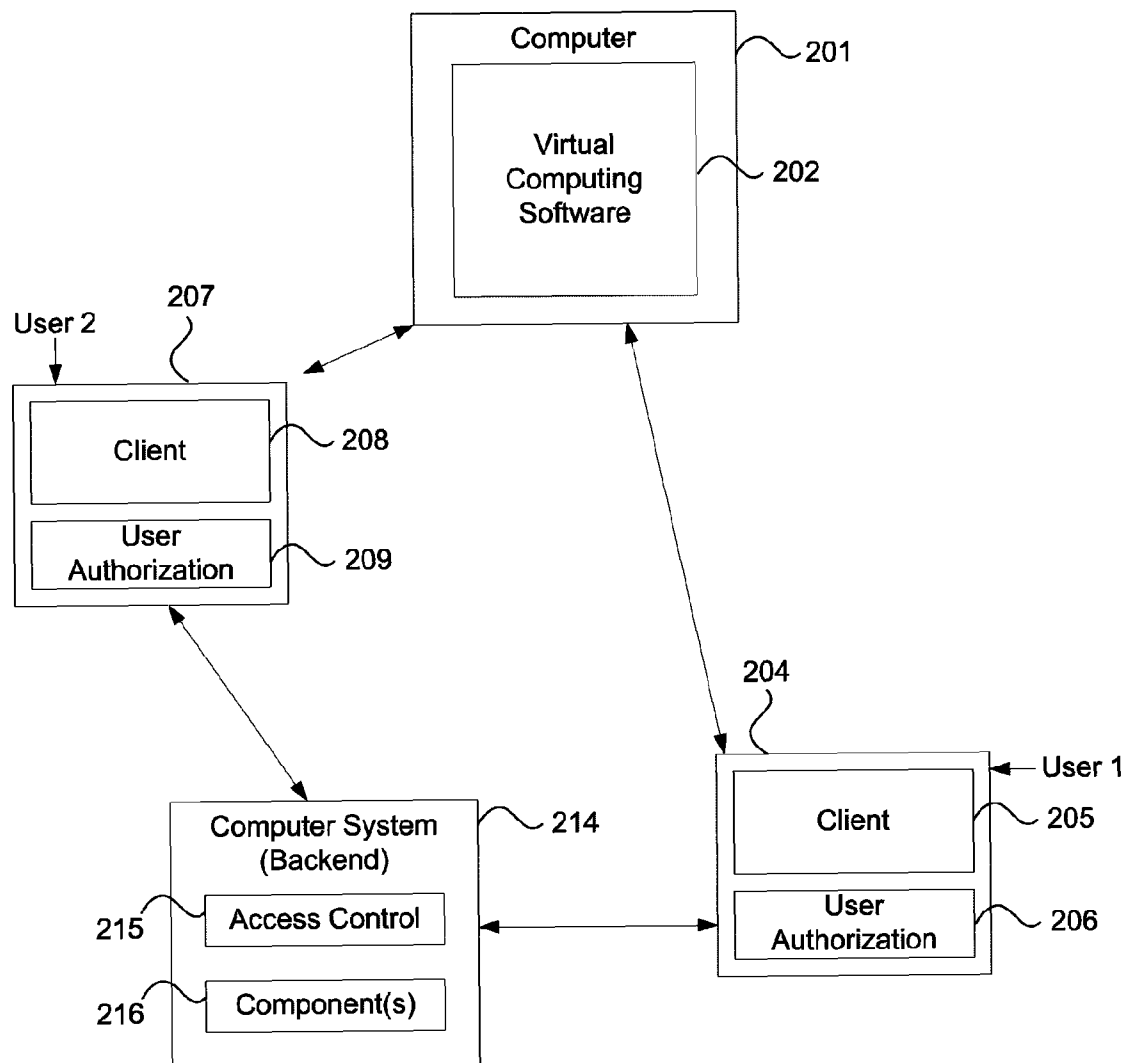 Computer
201
Virtual
Computing
Software
202
207
User 2
Client
208
User
Authorization
209
204
User 1
Client
205
User
Authorization
206
Computer System
(Backend)
214
Access Control
215
Component(s)
216